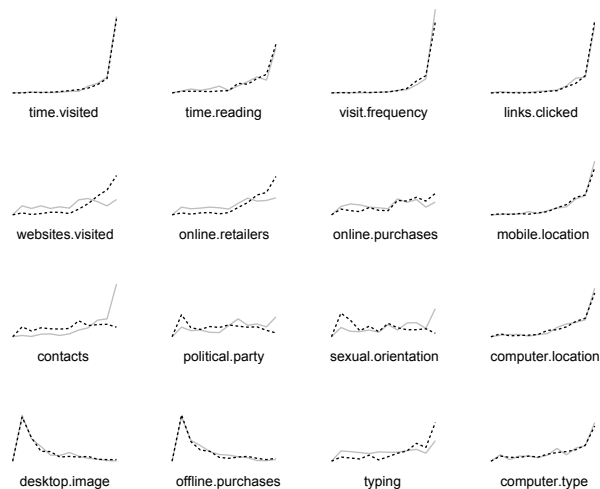 time.visited time.reading visit.frequency links.clicked
websites.visited online.retailers online.purchases mobile.location
contacts political.party sexual.orientation computer.location
desktop.image offline.purchases typing computer.type